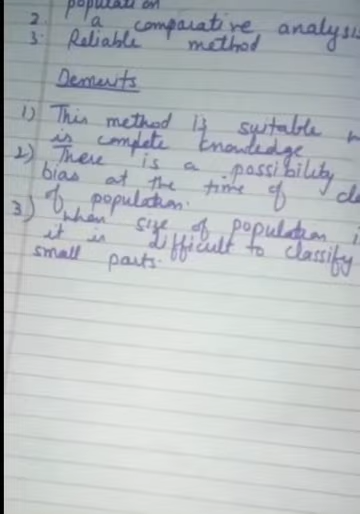 population
2. a comparative analysis
3. Reliable method
Demerits
1) This method is suitable
is complete knowledge
2) There is a possibility
bias at the time of cla
of population.
3) When size of population i
it is difficult to classify
small parts.